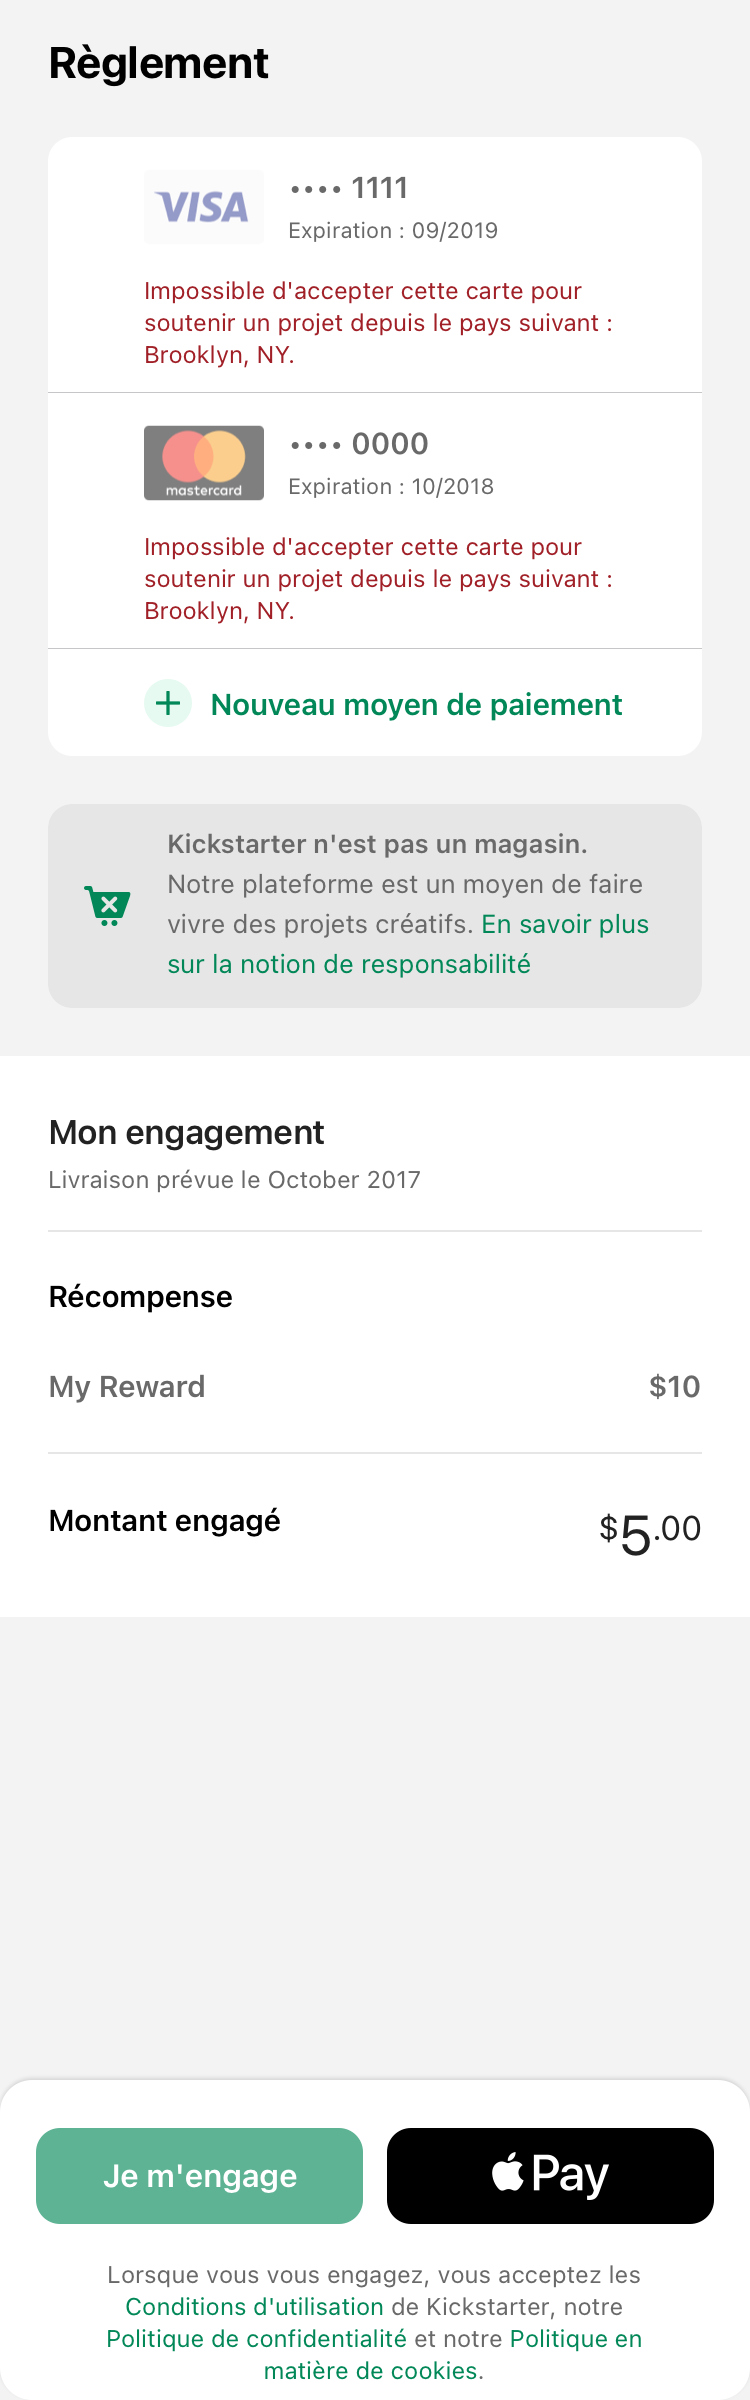 Règlement
VISA
•••• 1111
Expiration : 09/2019
Impossible d'accepter cette carte pour
soutenir un projet depuis le pays suivant :
Brooklyn, NY.
mastercard
•••• 0000
Expiration : 10/2018
Impossible d'accepter cette carte pour
soutenir un projet depuis le pays suivant :
Brooklyn, NY.
Nouveau moyen de paiement
Kickstarter n'est pas un magasin.
Notre plateforme est un moyen de faire
vivre des projets créatifs. En savoir plus
sur la notion de responsabilité
Mon engagement
Livraison prévue le October 2017
Récompense
My Reward $10
Montant engagé $5.00
Je m'engage
Pay
Lorsque vous vous engagez, vous acceptez les
Conditions d'utilisation de Kickstarter, notre
Politique de confidentialité et notre Politique en
matière de cookies.